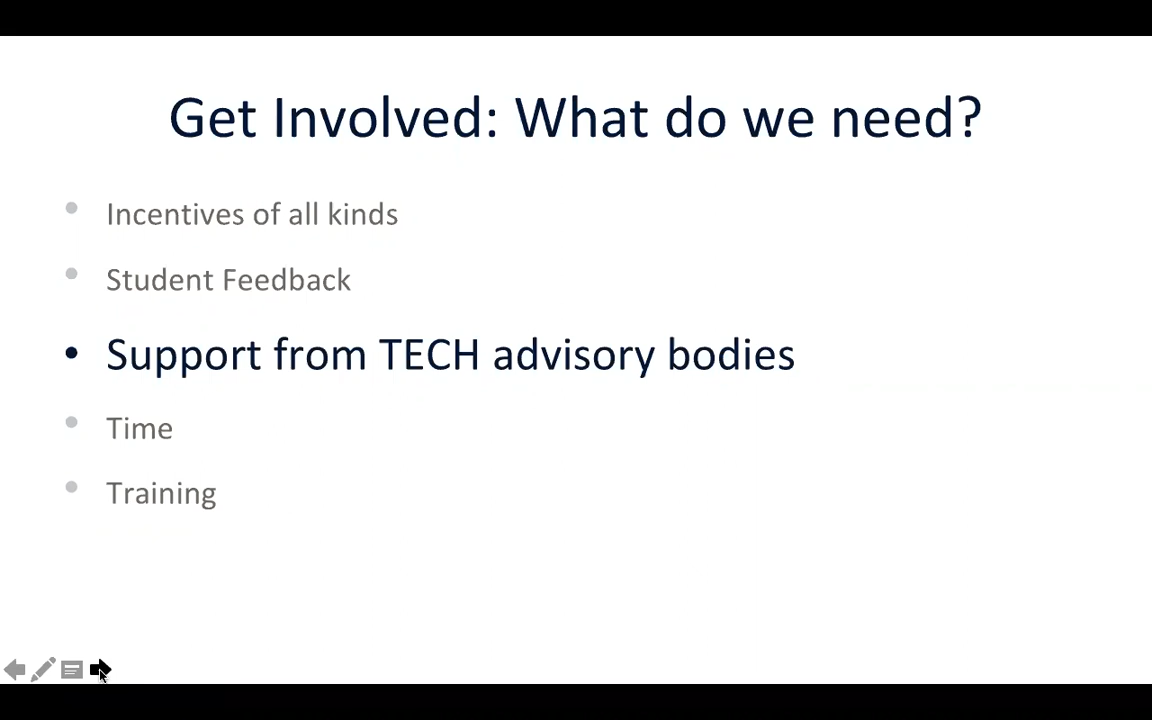 Get Involved: What do we need?
• Incentives of all kinds
• Student Feedback
• Support from TECH advisory bodies
• Time
• Training